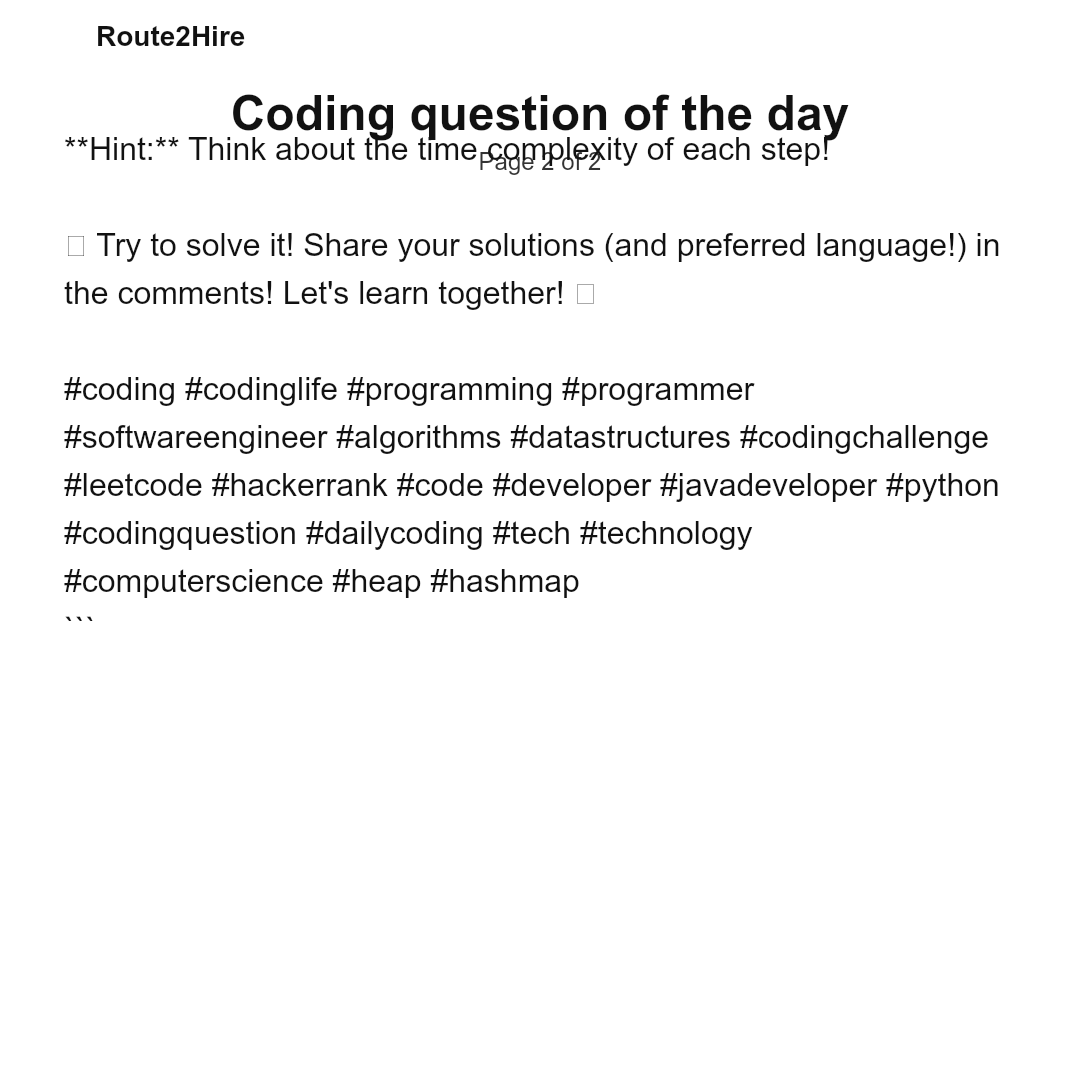 Route2Hire
Coding question of the day
**Hint:** Think about the time complexity of each step!
Page 2 of 2
□ Try to solve it! Share your solutions (and preferred language!) in
the comments! Let's learn together! □
#coding #codinglife #programming #programmer
#softwareengineer #algorithms #datastructures #codingchallenge
#leetcode #hackerrank #code #developer #javadeveloper #python
#codingquestion #dailycoding #tech #technology
#computerscience #heap #hashmap
```